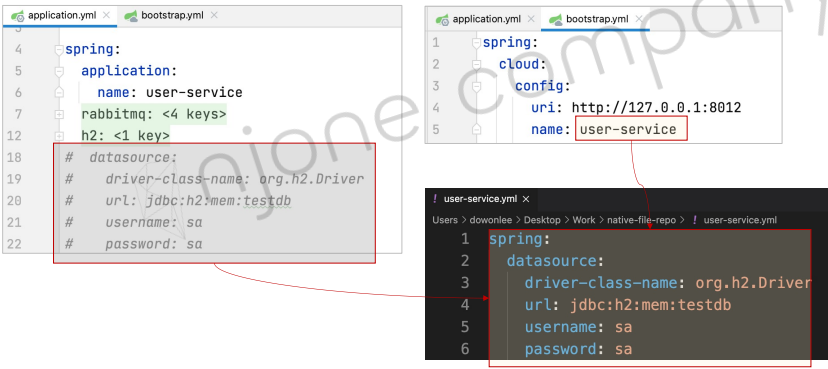 application.yml
bootstrap.yml
3
4 spring:
5 application:
6 name: user-service
7 rabbitmq: <4 keys>
12 h2: <1 key>
18 # datasource:
19 # driver-class-name: org.h2.Driver
20 # url: jdbc:h2:mem:testdb
21 # username: sa
22 # password: sa
application.yml
bootstrap.yml
1 spring:
2 cloud:
3 config:
4 uri: http://127.0.0.1:8012
5 name: user-service
! user-service.yml ×
Users > dowonlee > Desktop > Work > native-file-repo > ! user-service.yml
1 spring:
2 datasource:
3 driver-class-name: org.h2.Driver
4 url: jdbc:h2:mem:testdb
5 username: sa
6 password: sa
njone company